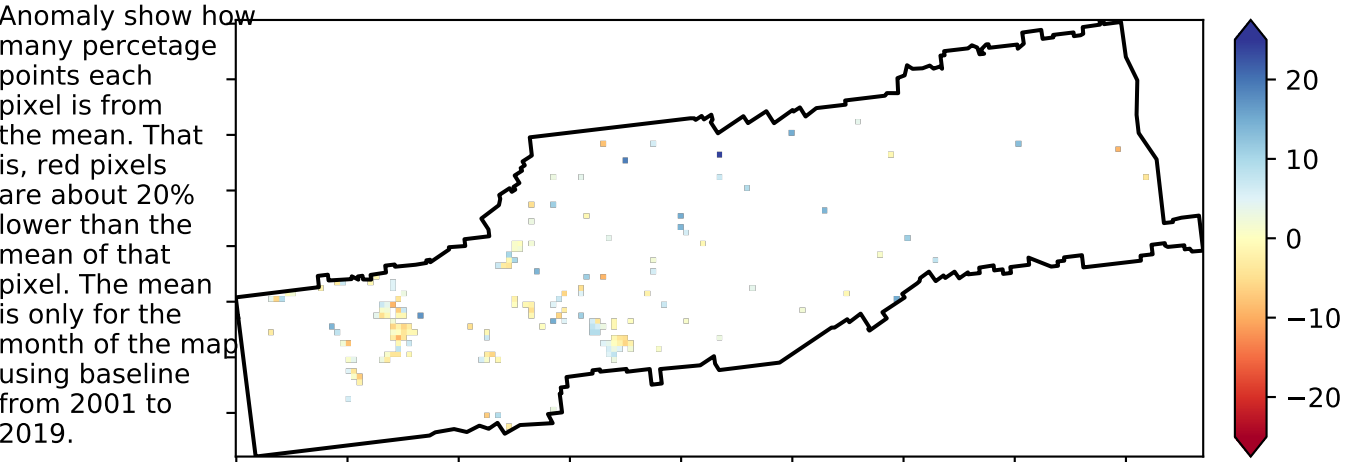 Anomaly show how
many percetage
points each
pixel is from
the mean. That
is, red pixels
are about 20%
lower than the
mean of that
pixel. The mean
is only for the
month of the map
using baseline
from 2001 to
2019.
20
10
0
−10
−20